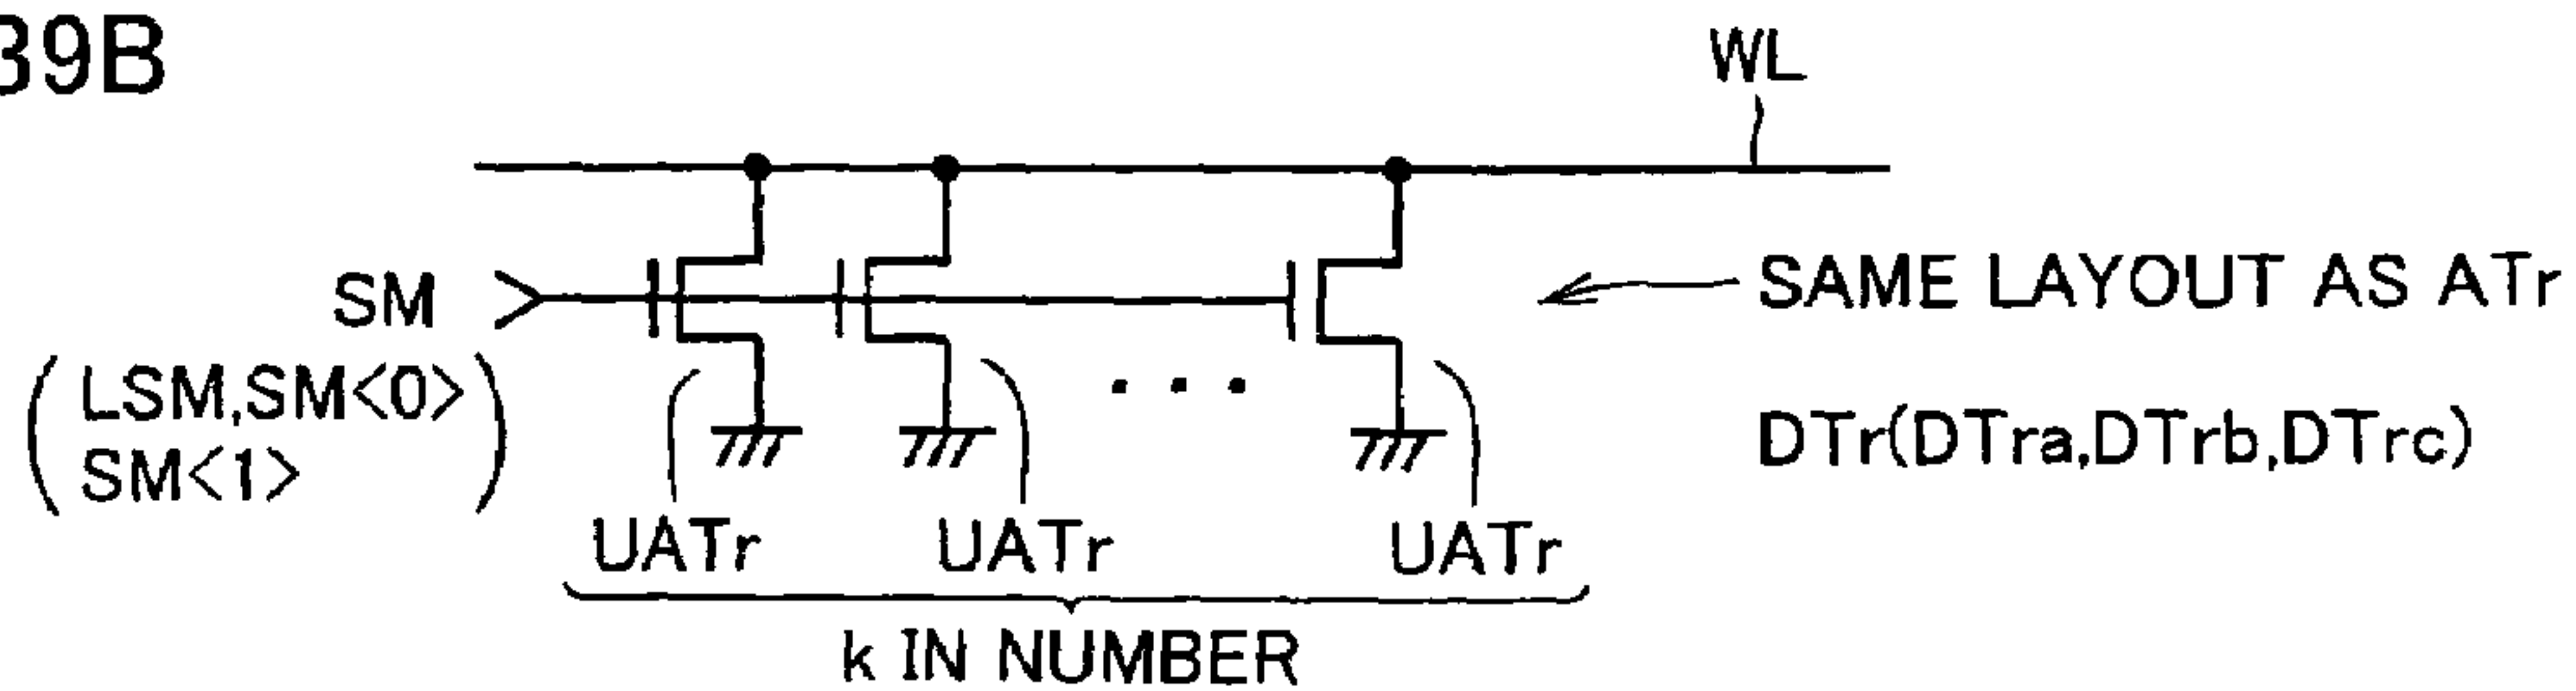 39B
WL
SM
SAME LAYOUT AS ATr
LSM,SM<0>
SM<1>
DTr(DTra,DTrb,DTrc)
UATr
UATr
UATr
k IN NUMBER